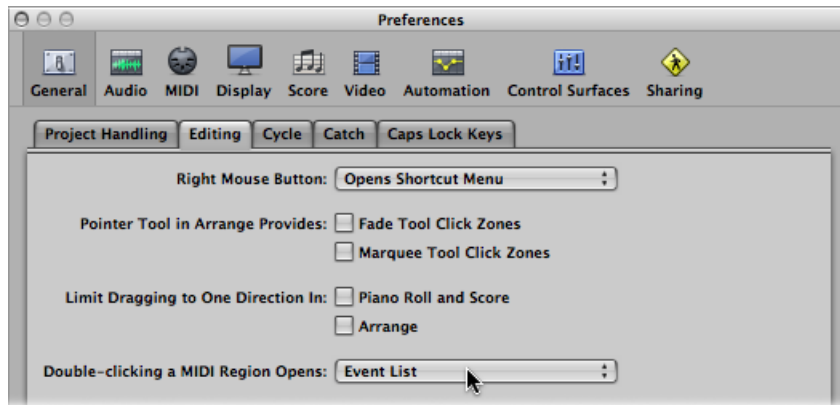 Preferences
General Audio MIDI Display Score Video Automation Control Surfaces Sharing
Project Handling Editing Cycle Catch Caps Lock Keys
Right Mouse Button: Opens Shortcut Menu
Pointer Tool in Arrange Provides: Fade Tool Click Zones
Marquee Tool Click Zones
Limit Dragging to One Direction In: Piano Roll and Score
Arrange
Double-clicking a MIDI Region Opens: Event List